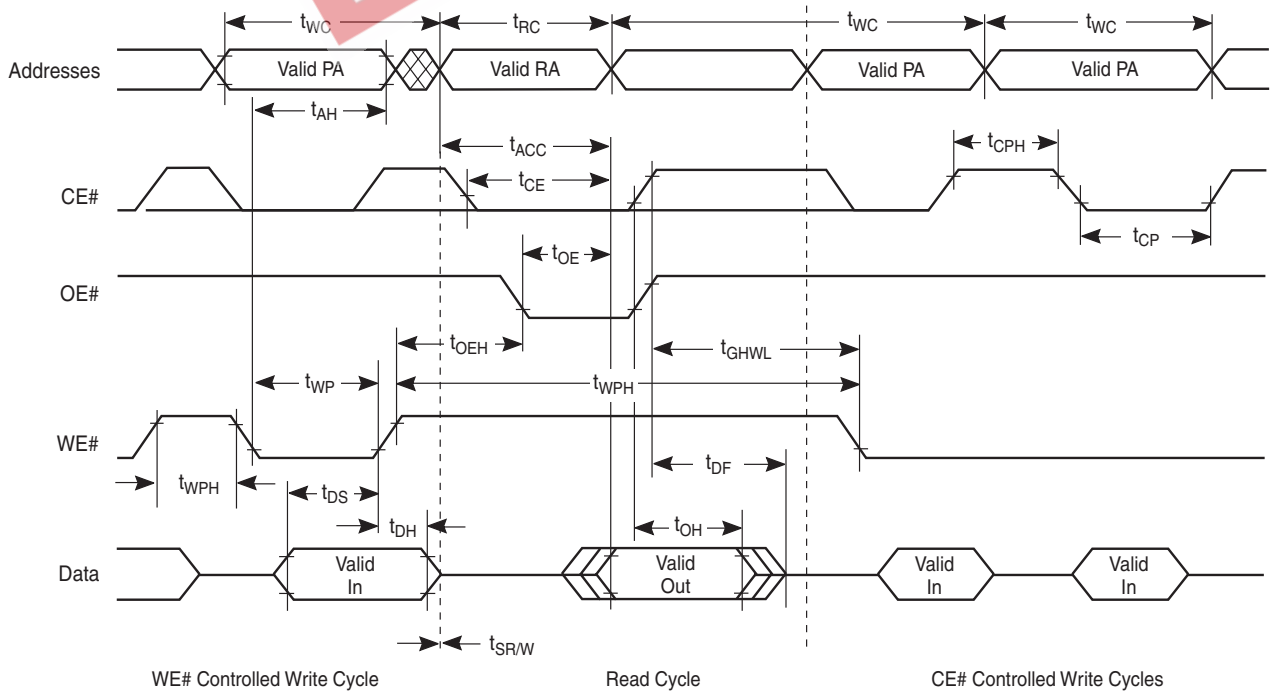 tWC tRC tWC tWC
Addresses Valid PA Valid RA Valid PA Valid PA
tAH
tACC tCPH
CE# tCE
tCP
tOE
OE#
tOEH tGHWL
tWP tWPH
WE#
tDF
tWPH tDS
tDH tOH
Data Valid In Valid Out Valid In Valid In
tSR/W
WE# Controlled Write Cycle Read Cycle CE# Controlled Write Cycles